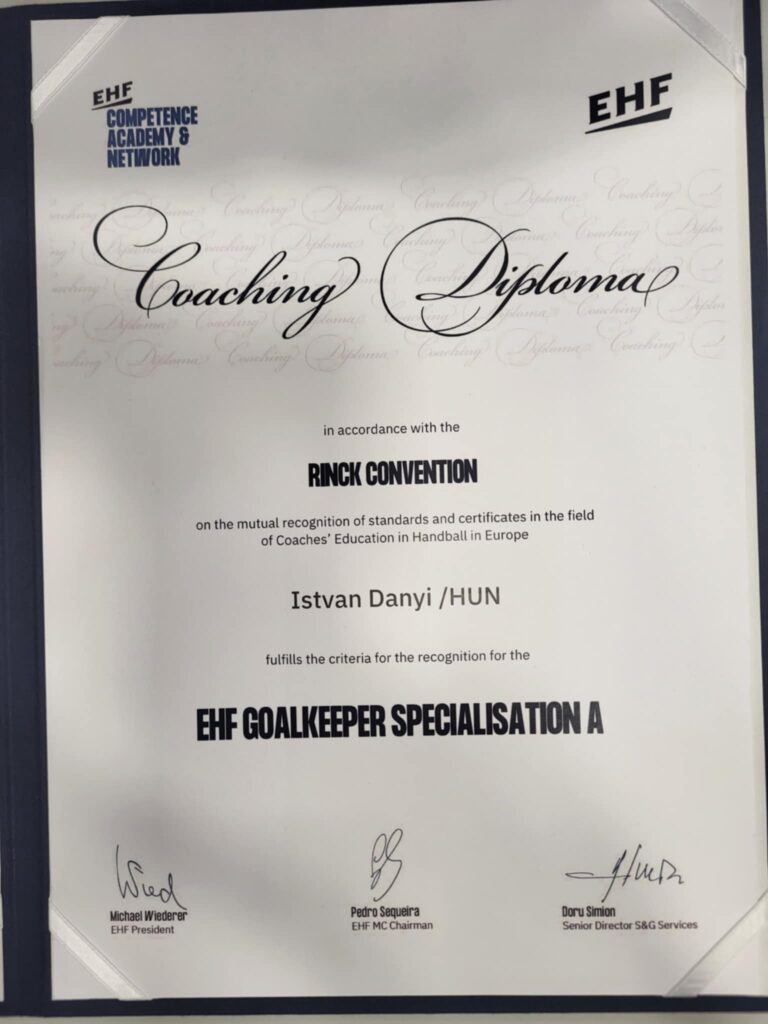 EHF
COMPETENCE
ACADEMY &
NETWORK
EHF
Coaching Diploma
in accordance with the
RINCK CONVENTION
on the mutual recognition of standards and certificates in the field
of Coaches' Education in Handball in Europe
Istvan Danyi /HUN
fulfills the criteria for the recognition for the
EHF GOALKEEPER SPECIALISATION A
Michael Wiederer
EHF President
Pedro Sequeira
EHF MC Chairman
Doru Simion
Senior Director S&G Services